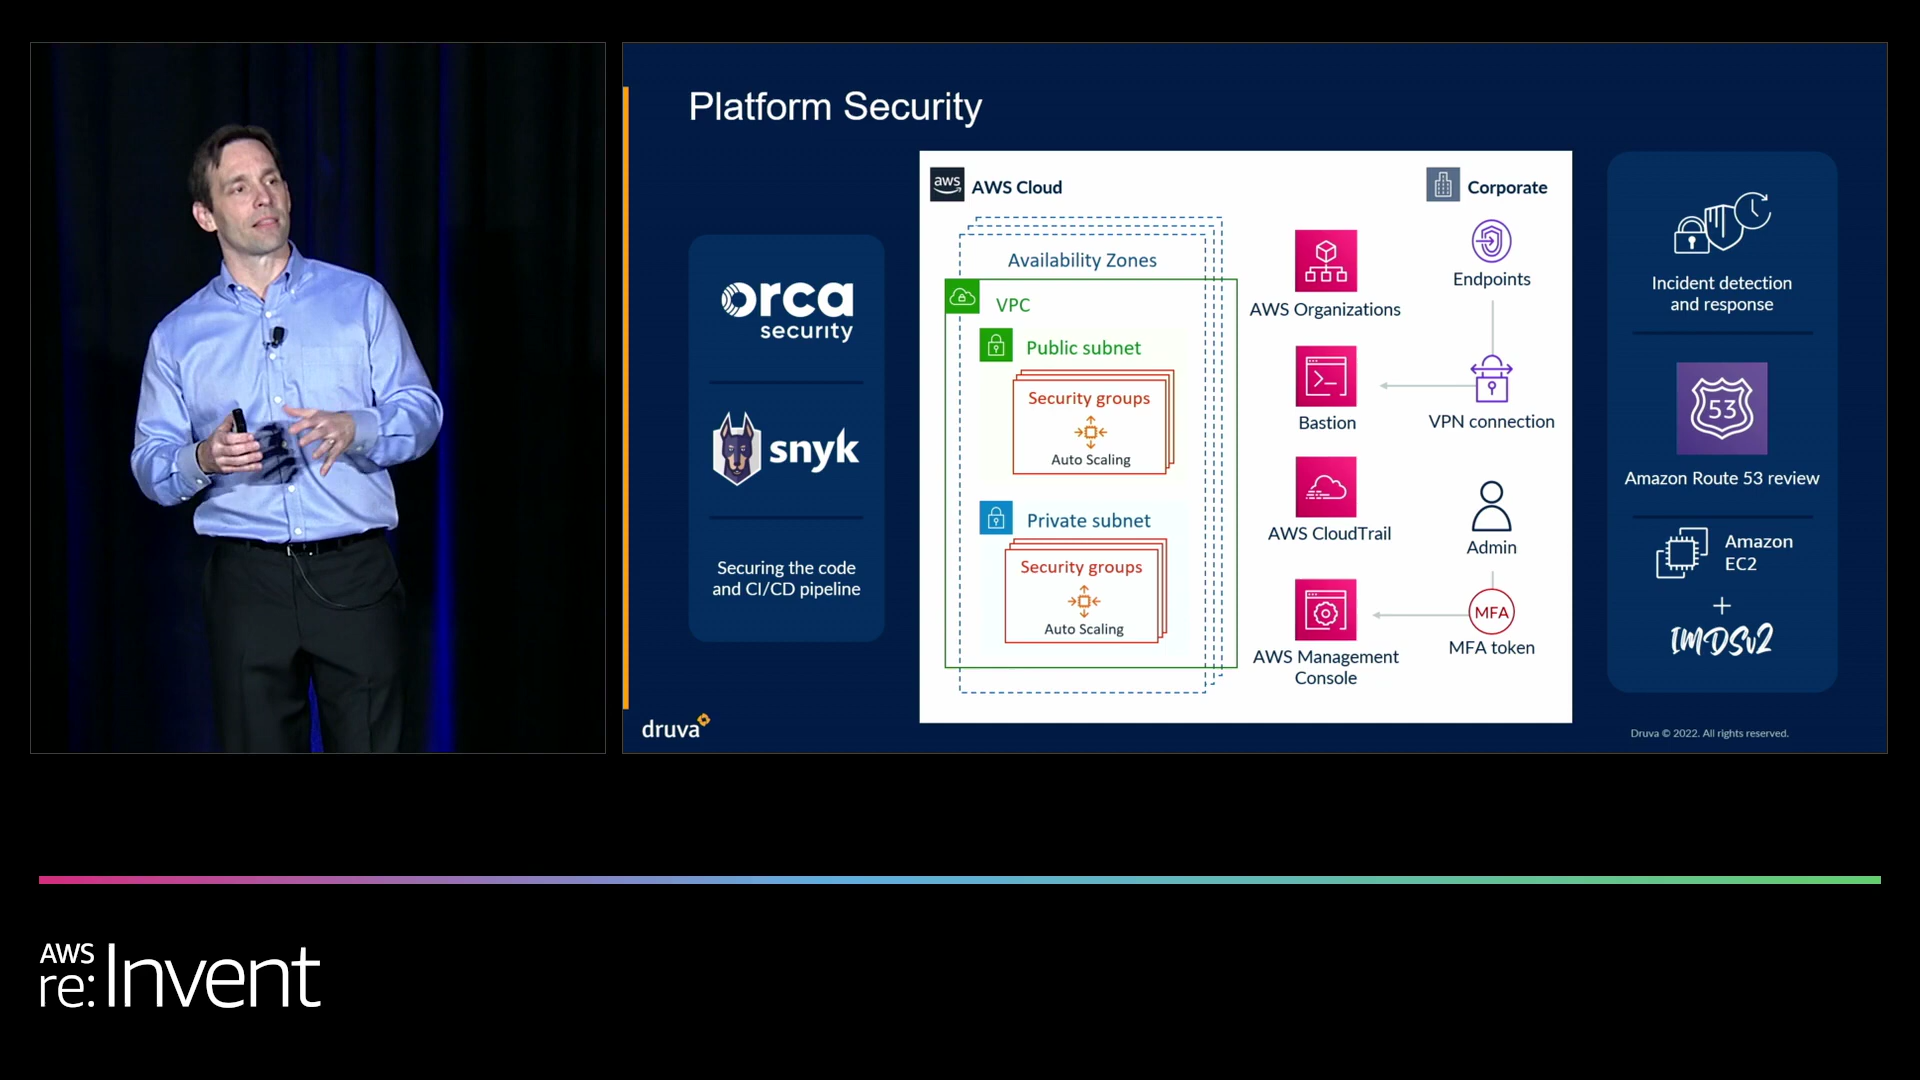 Platform Security
orca
security
snyk
Securing the code
and CI/CD pipeline
aws
AWS Cloud
Availability Zones
VPC
Public subnet
Security groups
Auto Scaling
Private subnet
Security groups
Auto Scaling
AWS Organizations
Bastion
AWS CloudTrail
AWS Management
Console
Corporate
Endpoints
VPN connection
Admin
MFA
MFA token
Incident detection
and response
53
Amazon Route 53 review
Amazon
EC2
+
IMDSv2
druva
Druva © 2022. All rights reserved.
AWS
re:Invent